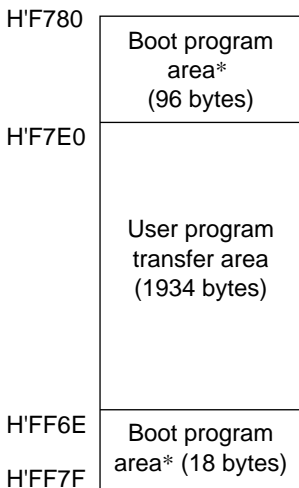 H'F780
Boot program
area*
(96 bytes)
H'F7E0
User program
transfer area
(1934 bytes)
H'FF6E
Boot program
area* (18 bytes)
H'FF7F